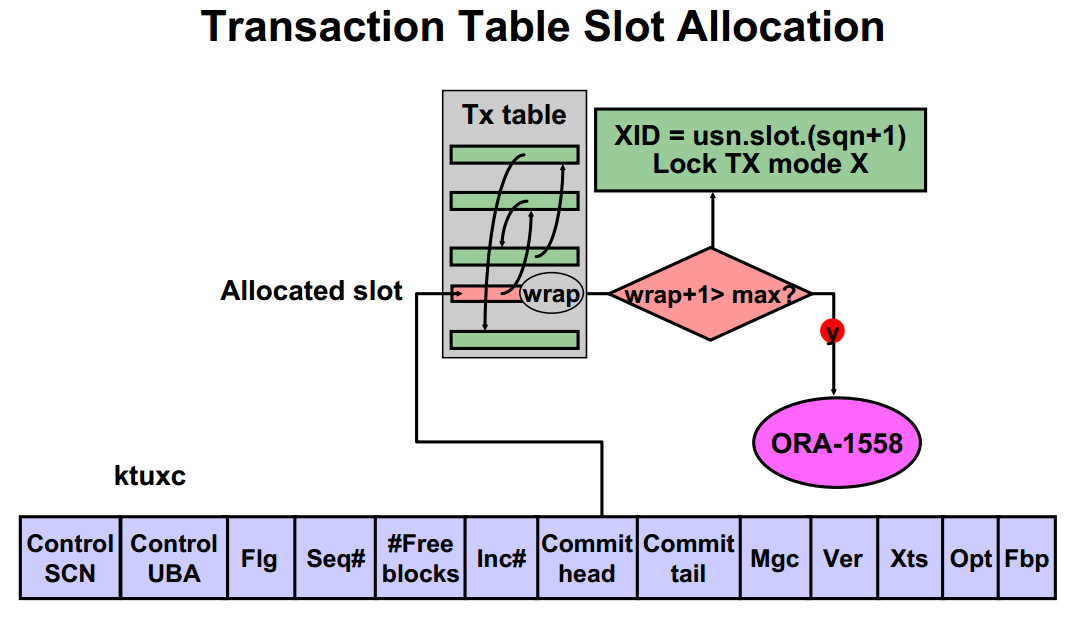 Transaction Table Slot Allocation
Tx table
XID = usn.slot.(sqn+1)
Lock TX mode X
Allocated slot
wrap
wrap+1> max?
y
ORA-1558
ktuxc
Control SCN
Control UBA
Flg
Seq#
#Free blocks
Inc#
Commit head
Commit tail
Mgc
Ver
Xts
Opt
Fbp